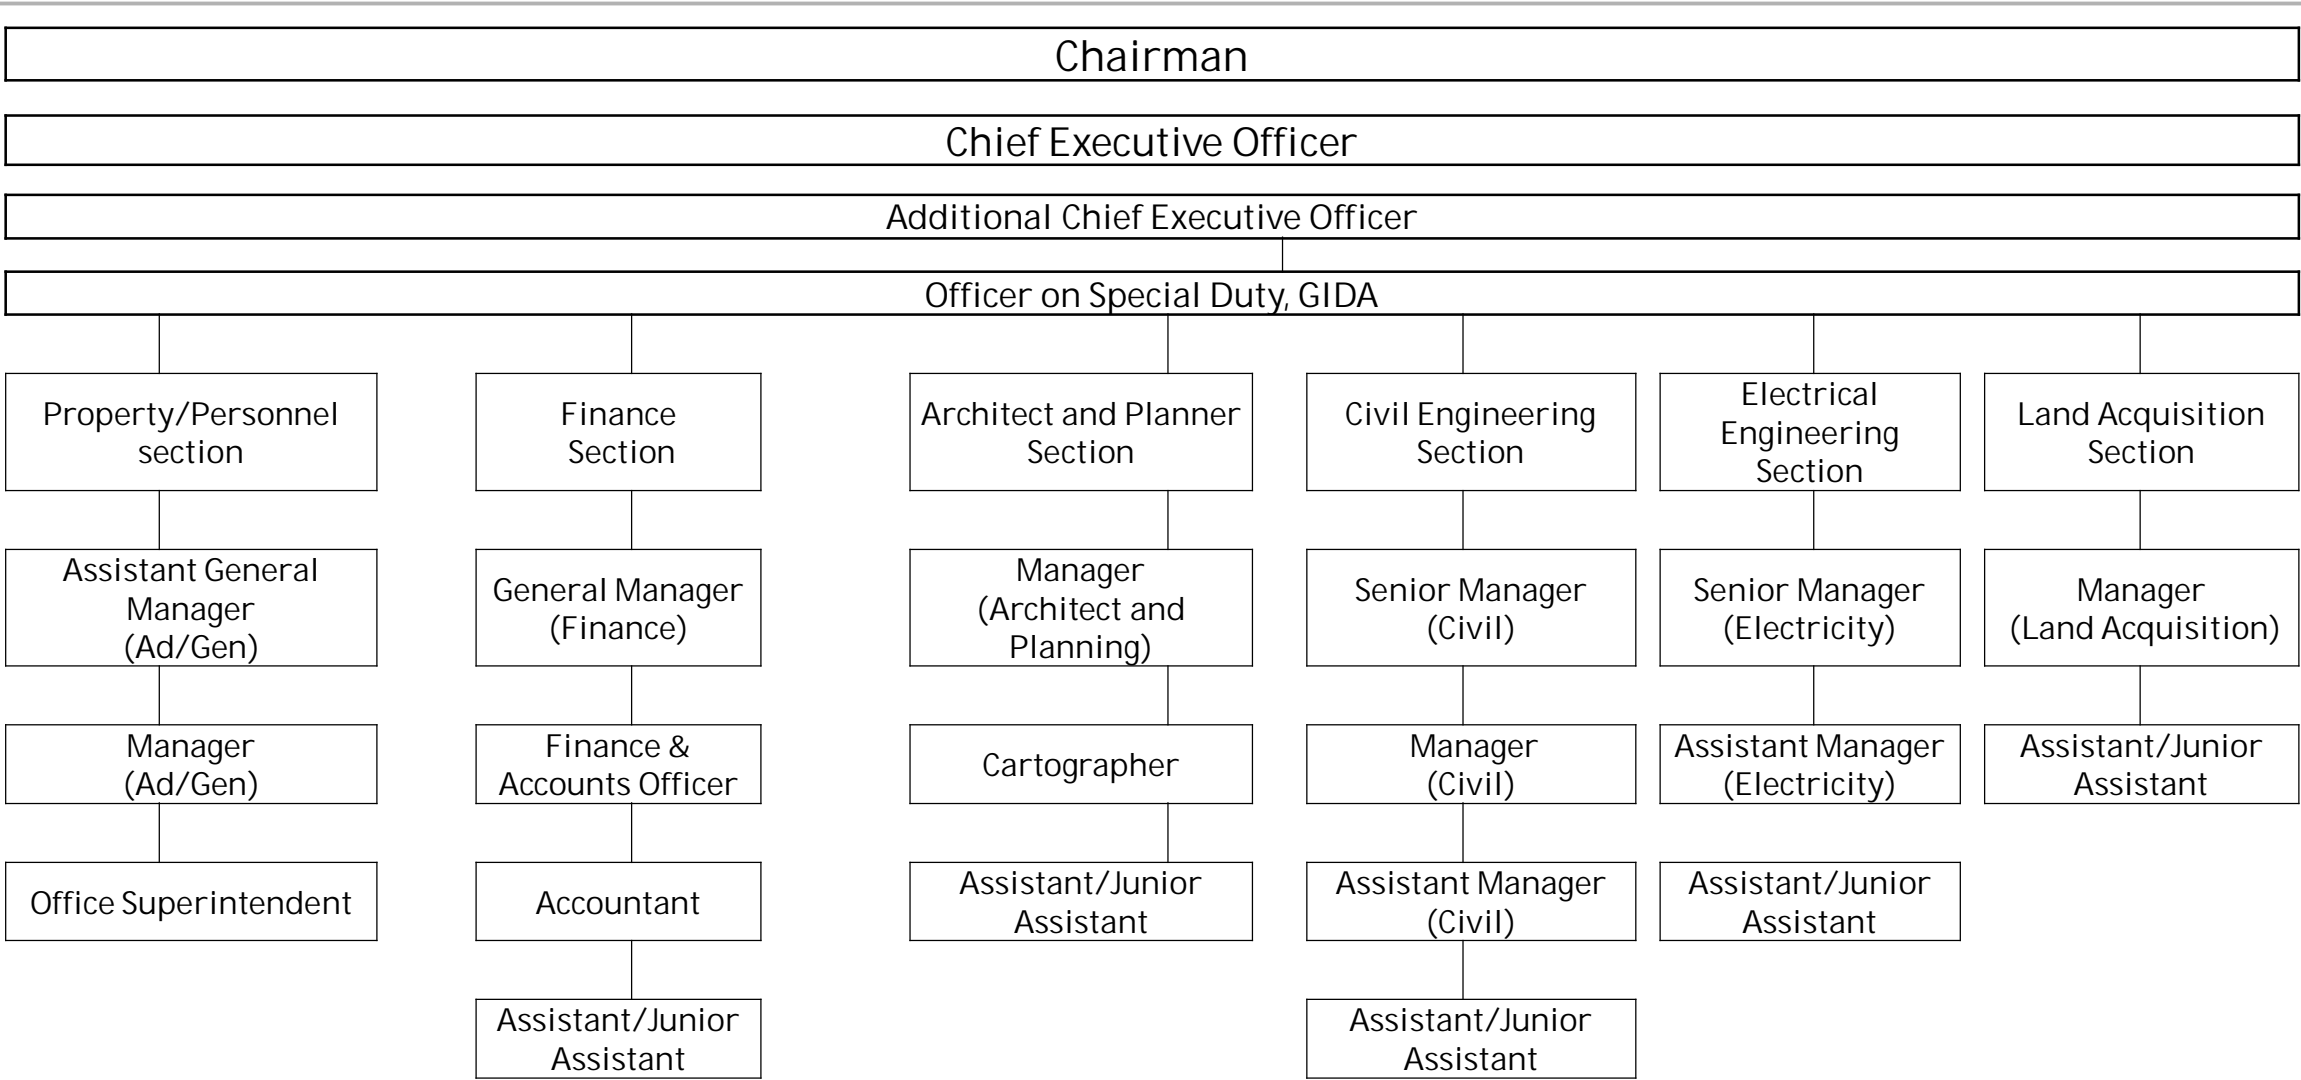 Chairman
Chief Executive Officer
Additional Chief Executive Officer
Officer on Special Duty, GIDA
Property/Personnel
section
Finance
Section
Architect and Planner
Section
Civil Engineering
Section
Electrical
Engineering
Section
Land Acquisition
Section
Assistant General
Manager
(Ad/Gen)
General Manager
(Finance)
Manager
(Architect and
Planning)
Senior Manager
(Civil)
Senior Manager
(Electricity)
Manager
(Land Acquisition)
Manager
(Ad/Gen)
Finance &
Accounts Officer
Cartographer
Manager
(Civil)
Assistant Manager
(Electricity)
Assistant/Junior
Assistant
Office Superintendent
Accountant
Assistant/Junior
Assistant
Assistant Manager
(Civil)
Assistant/Junior
Assistant
Assistant/Junior
Assistant
Assistant/Junior
Assistant